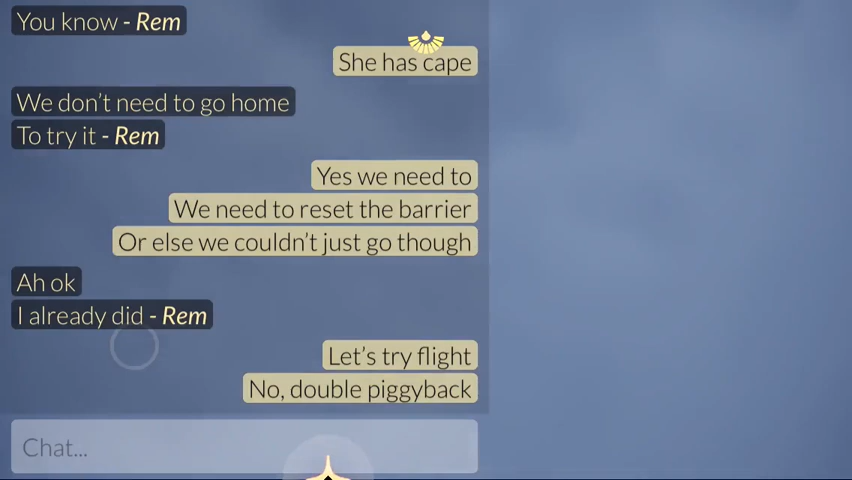 You know - Rem
She has cape
We don't need to go home
To try it - Rem
Yes we need to
We need to reset the barrier
Or else we couldn't just go though
Ah ok
I already did - Rem
Let's try flight
No, double piggyback
Chat...